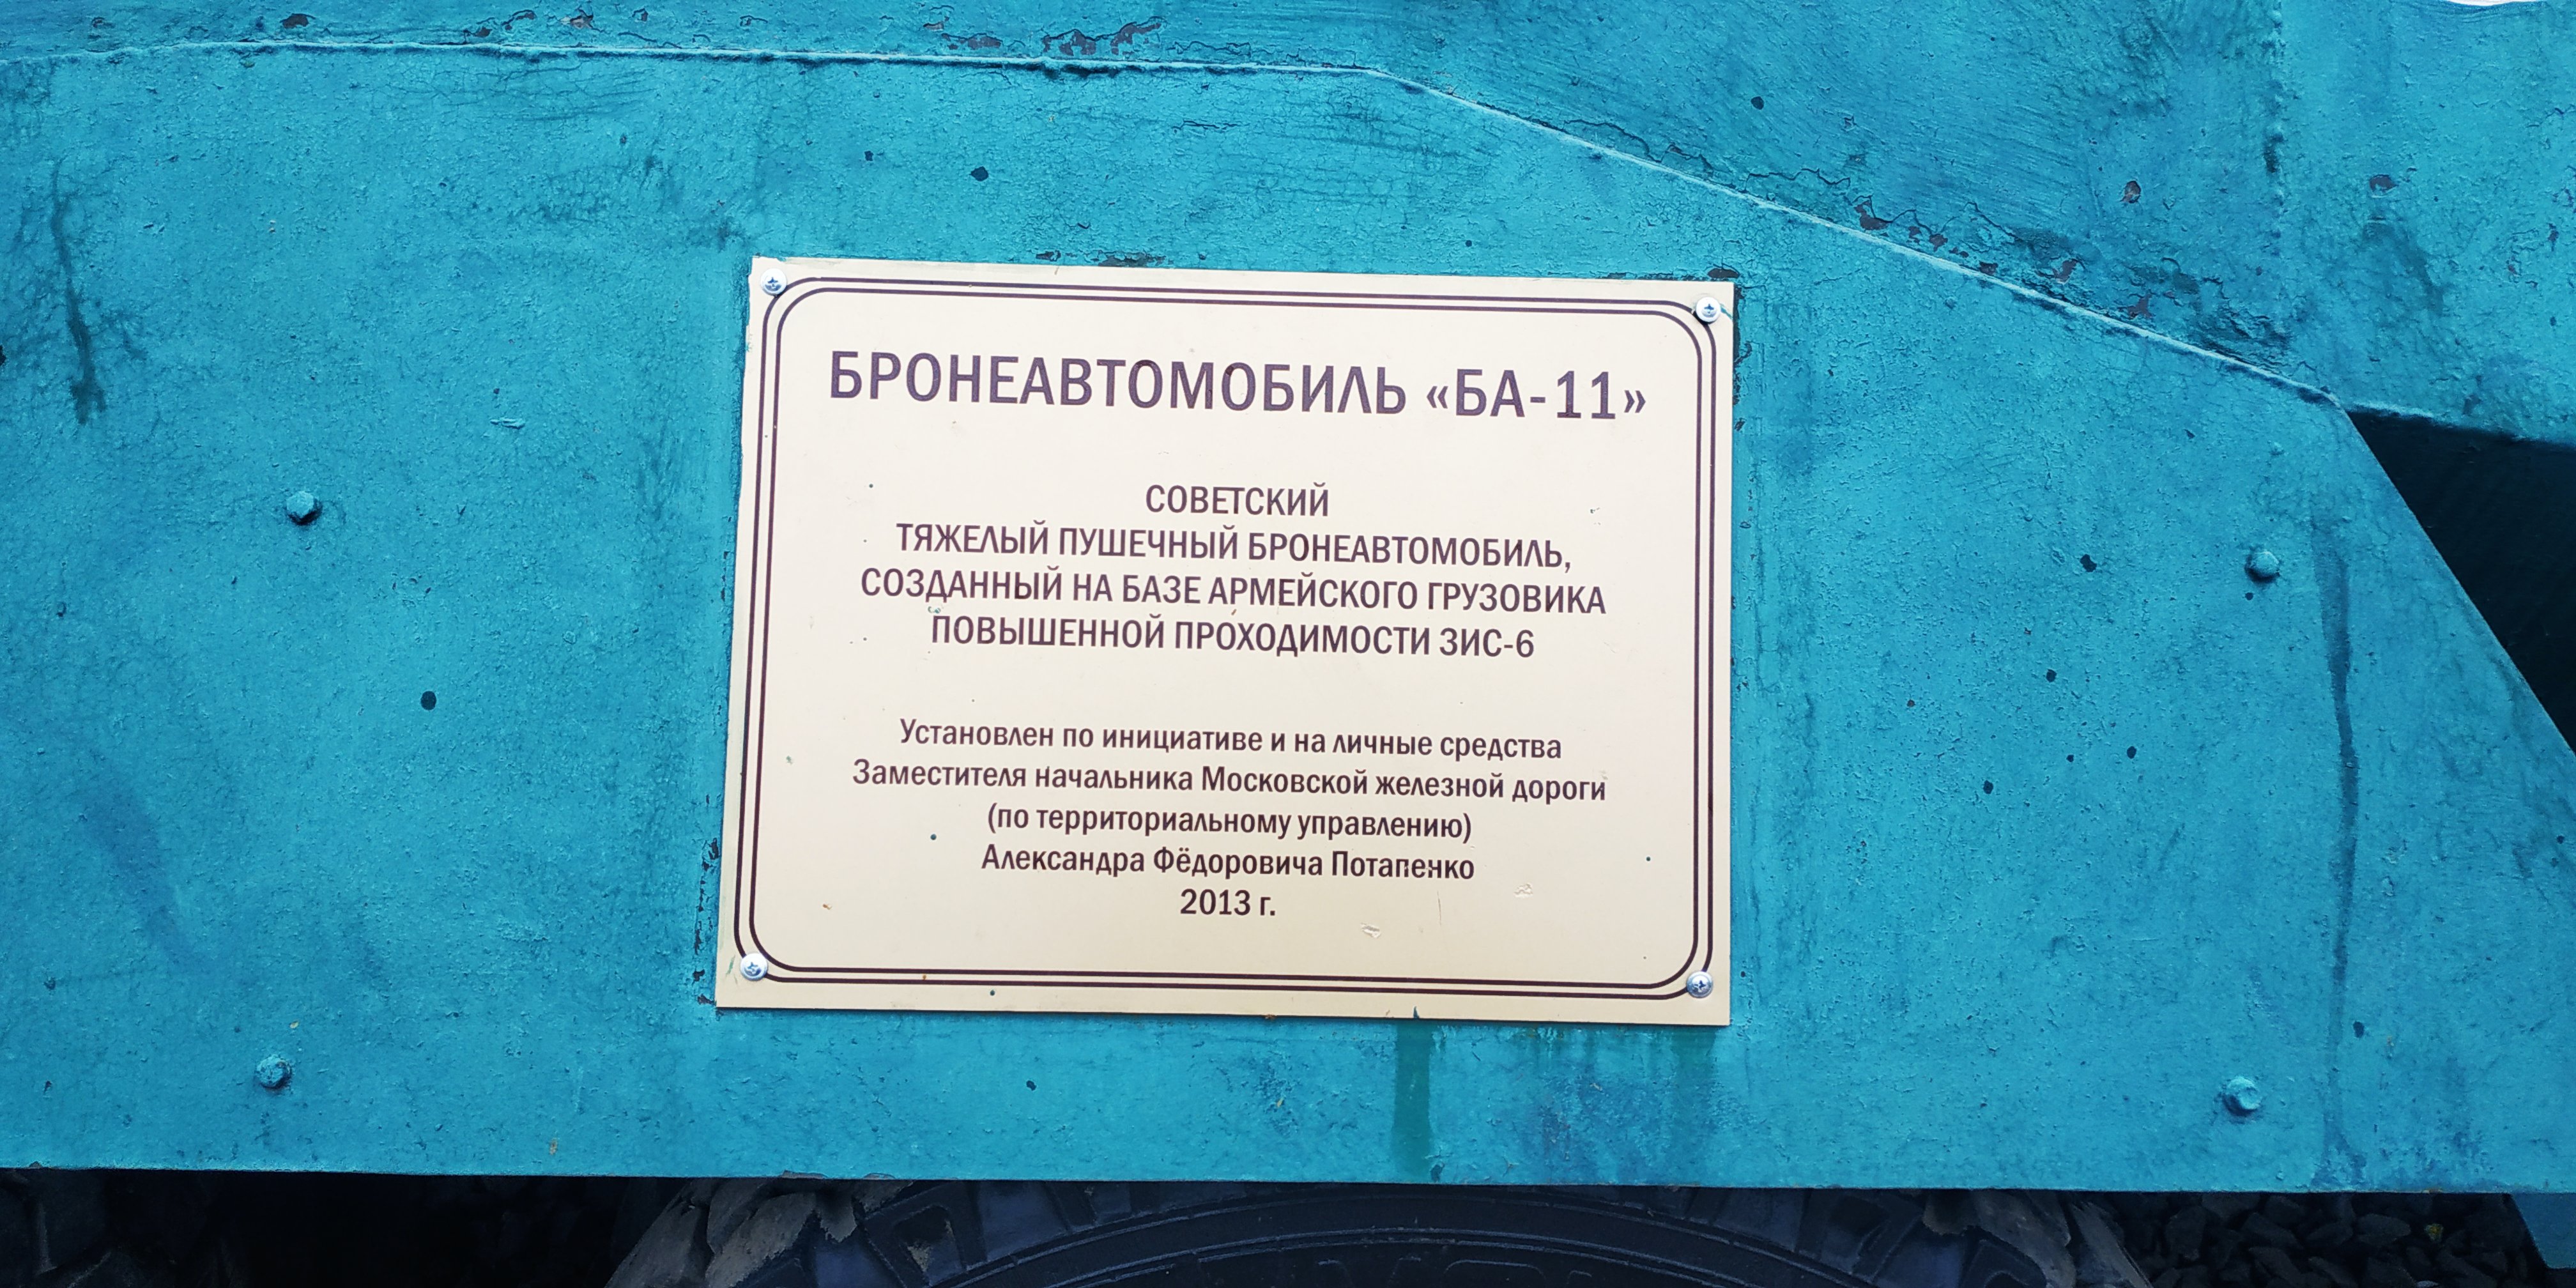 БРОНЕАВТОМОБИЛЬ «БА-11»
СОВЕТСКИЙ
ТЯЖЕЛЫЙ ПУШЕЧНЫЙ БРОНЕАВТОМОБИЛЬ,
СОЗДАННЫЙ НА БАЗЕ АРМЕЙСКОГО ГРУЗОВИКА
ПОВЫШЕННОЙ ПРОХОДИМОСТИ ЗИС-6
Установлен по инициативе и на личные средства
Заместителя начальника Московской железной дороги
(по территориальному управлению)
Александра Фёдоровича Потапенко
2013 г.